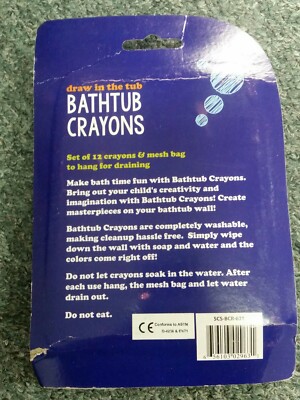 draw in the tub
BATHTUB
CRAYONS
Set of 12 crayons & mesh bag
to hang for draining
Make bath time fun with Bathtub Crayons.
Bring out your child's creativity and
imagination with Bathtub Crayons! Create
masterpieces on your bathtub wall!
Bathtub Crayons are completely washable,
making cleanup hassle free. Simply wipe
down the wall with soap and water and the
colors come right off!
Do not let crayons soak in the water. After
each use, hang the mesh bag and let water
drain out.
Do not eat.
CE
Conforms to ASTM